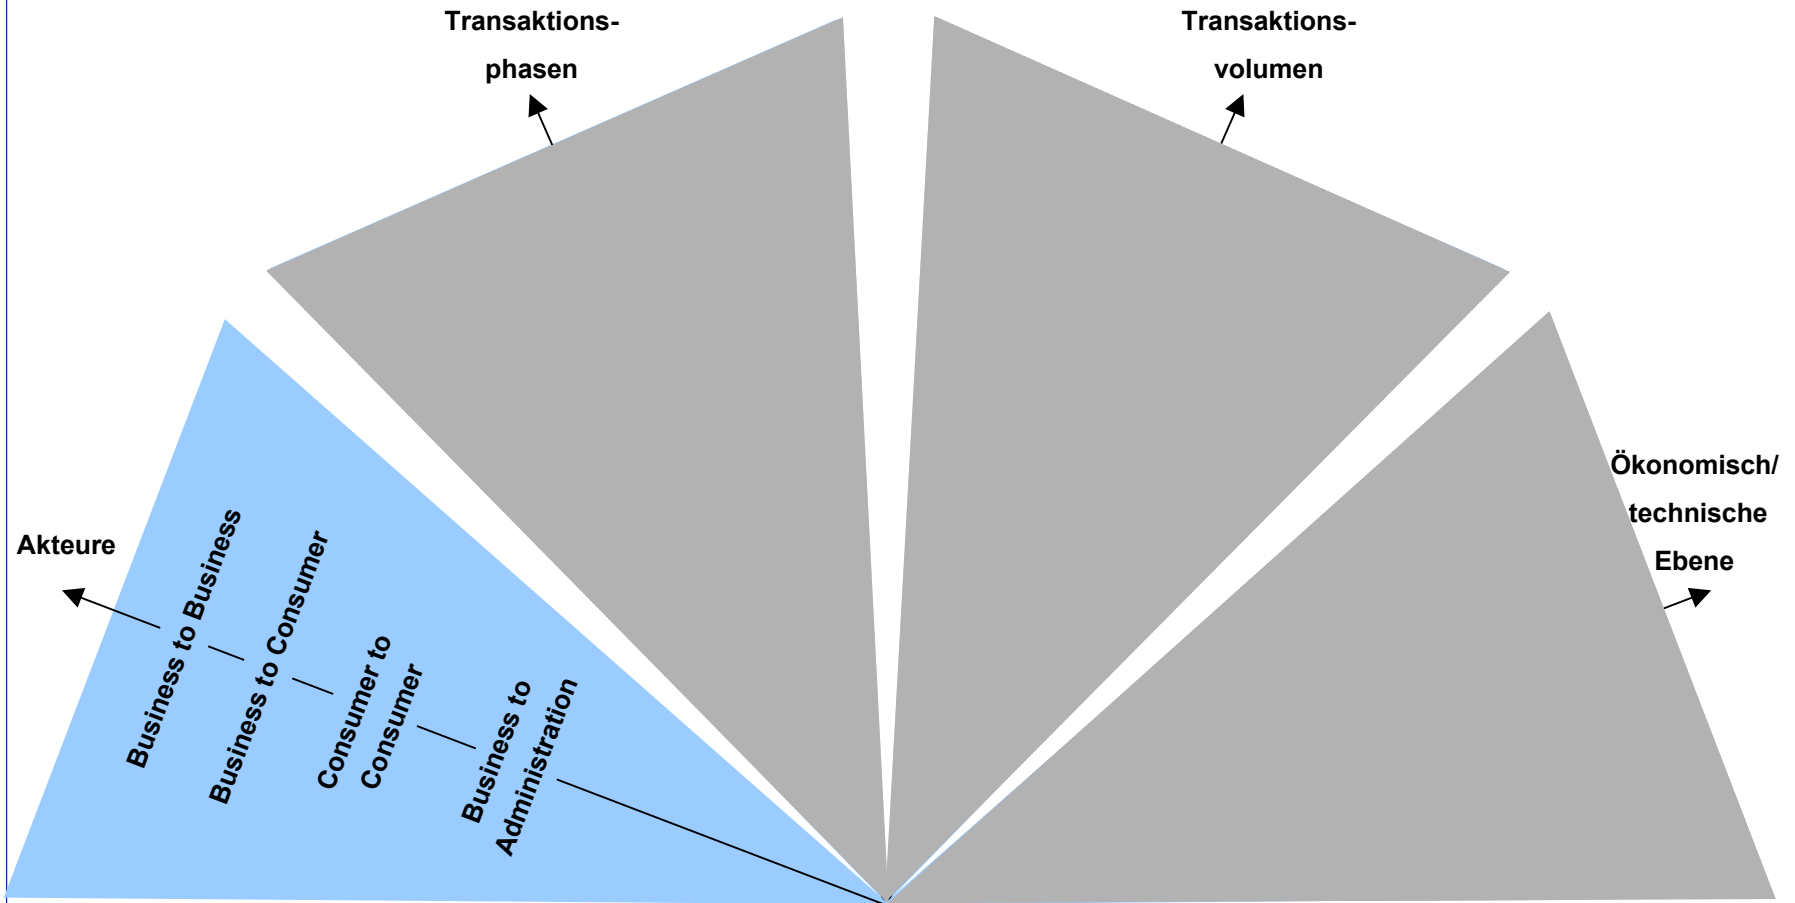 Transaktions-
phasen
Transaktions-
volumen
Ökonomisch/
technische
Ebene
Akteure
Business to Business
Business to Consumer
Consumer to
Consumer
Business to
Administration